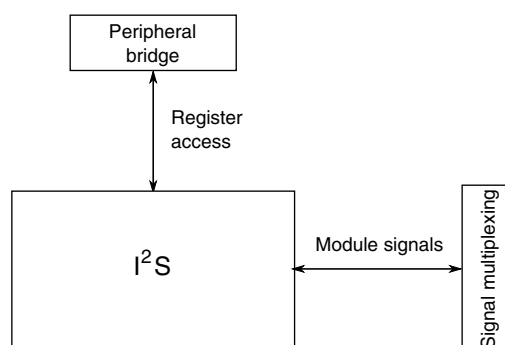 Peripheral
bridge
Register
access
I²S
Module signals
Signal multiplexing